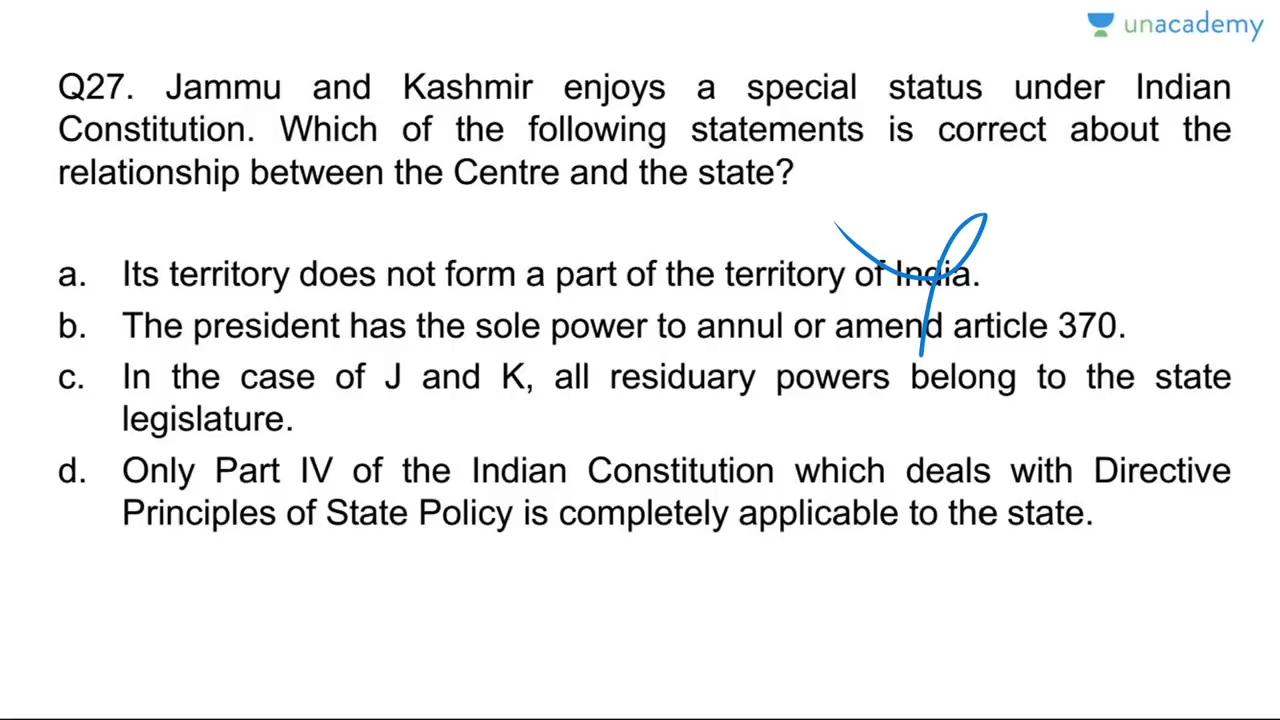 unacademy
Q27. Jammu and Kashmir enjoys a special status under Indian
Constitution. Which of the following statements is correct about the
relationship between the Centre and the state?
a. Its territory does not form a part of the territory of India.
b. The president has the sole power to annul or amend article 370.
c. In the case of J and K, all residuary powers belong to the state
legislature.
d. Only Part IV of the Indian Constitution which deals with Directive
Principles of State Policy is completely applicable to the state.